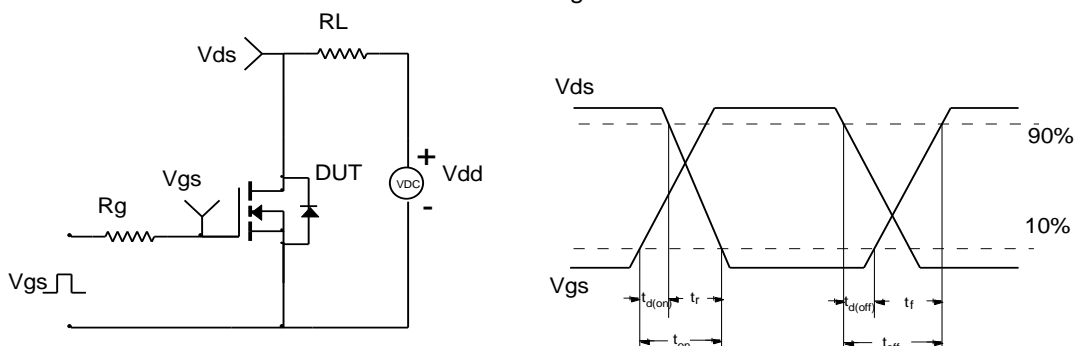 RL
Vds
Vgs
DUT
VDC
+
Vdd
-
Rg
Vgs
Vds
90%
10%
Vgs
td(on)
tr
td(off)
tf
ton
toff